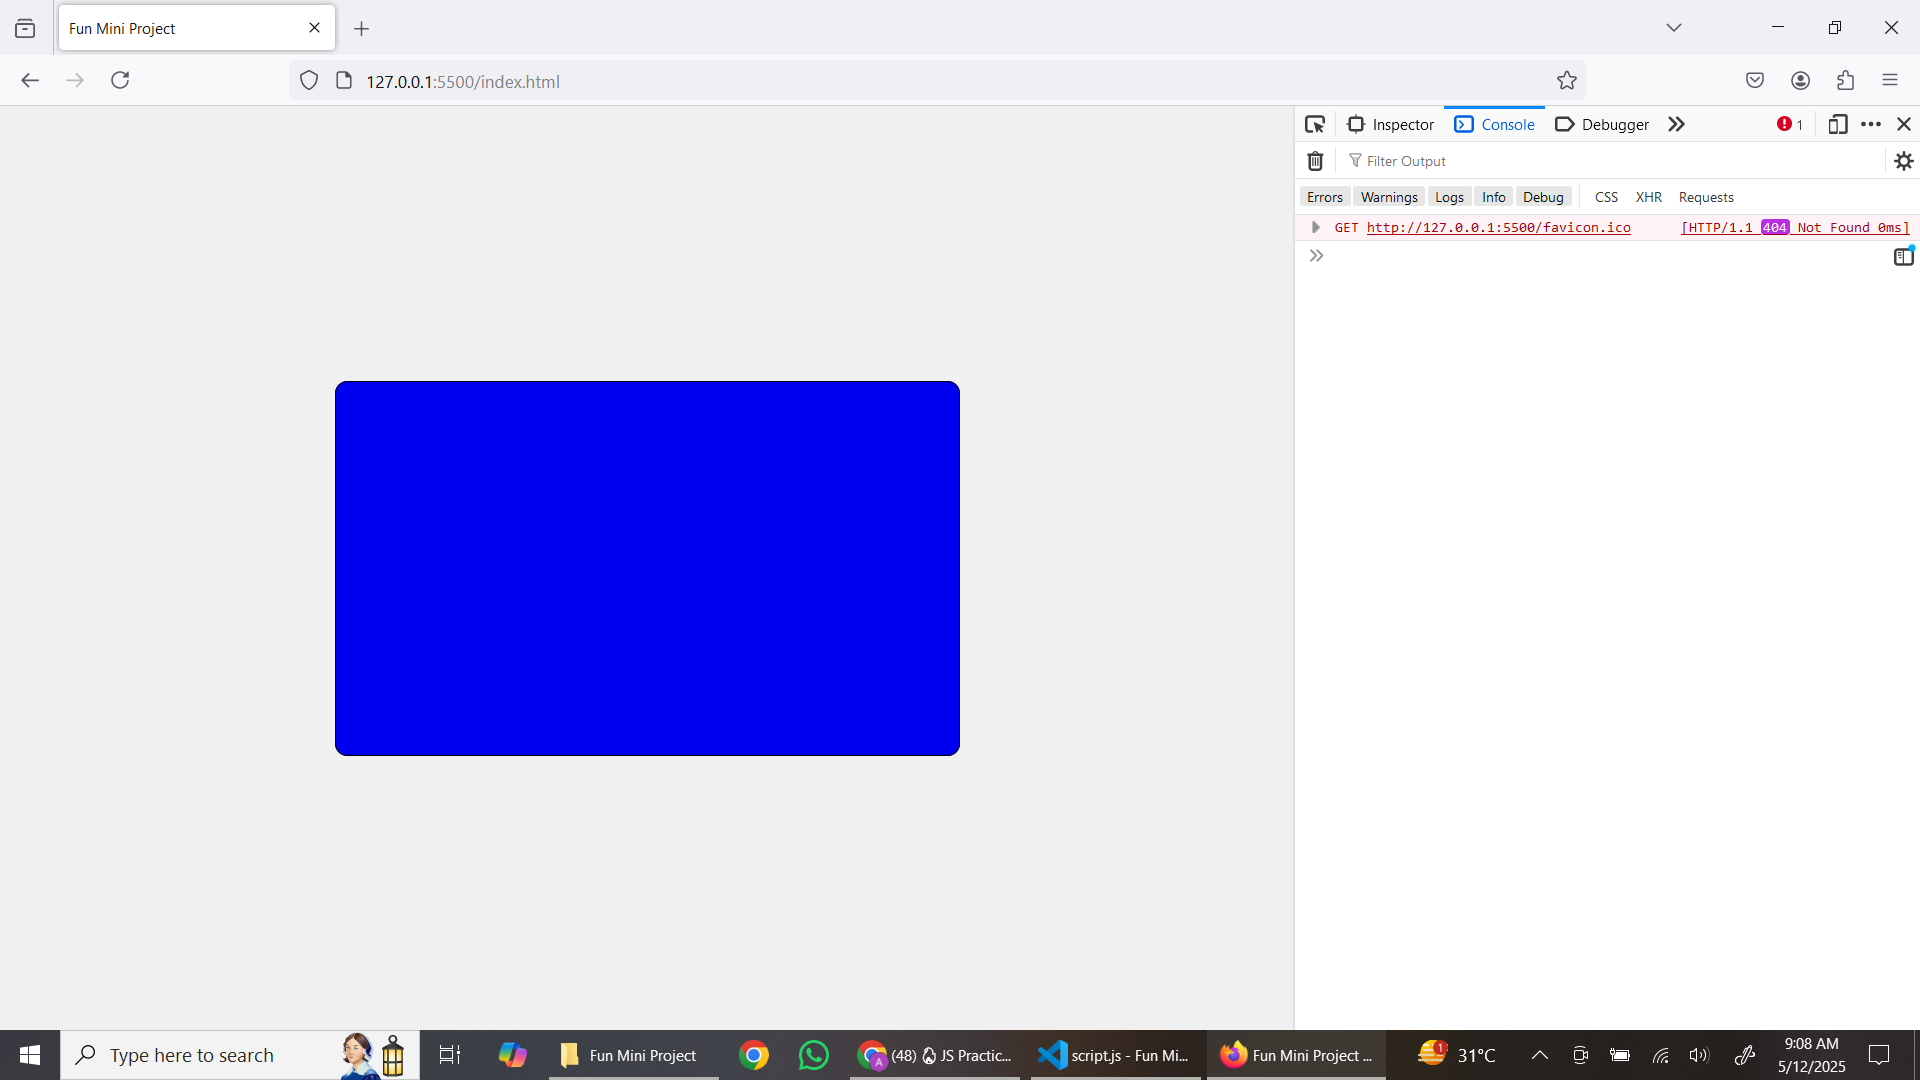 Fun Mini Project
127.0.0.1:5500/index.html
Inspector
Console
Debugger
1
Filter Output
Errors
Warnings
Logs
Info
Debug
CSS
XHR
Requests
GET http://127.0.0.1:5500/favicon.ico [HTTP/1.1 404 Not Found 0ms]
Type here to search
Fun Mini Project
A
(48) JS Practic...
script.js - Fun Mi...
Fun Mini Project ...
1
31°C
9:08 AM
5/12/2025